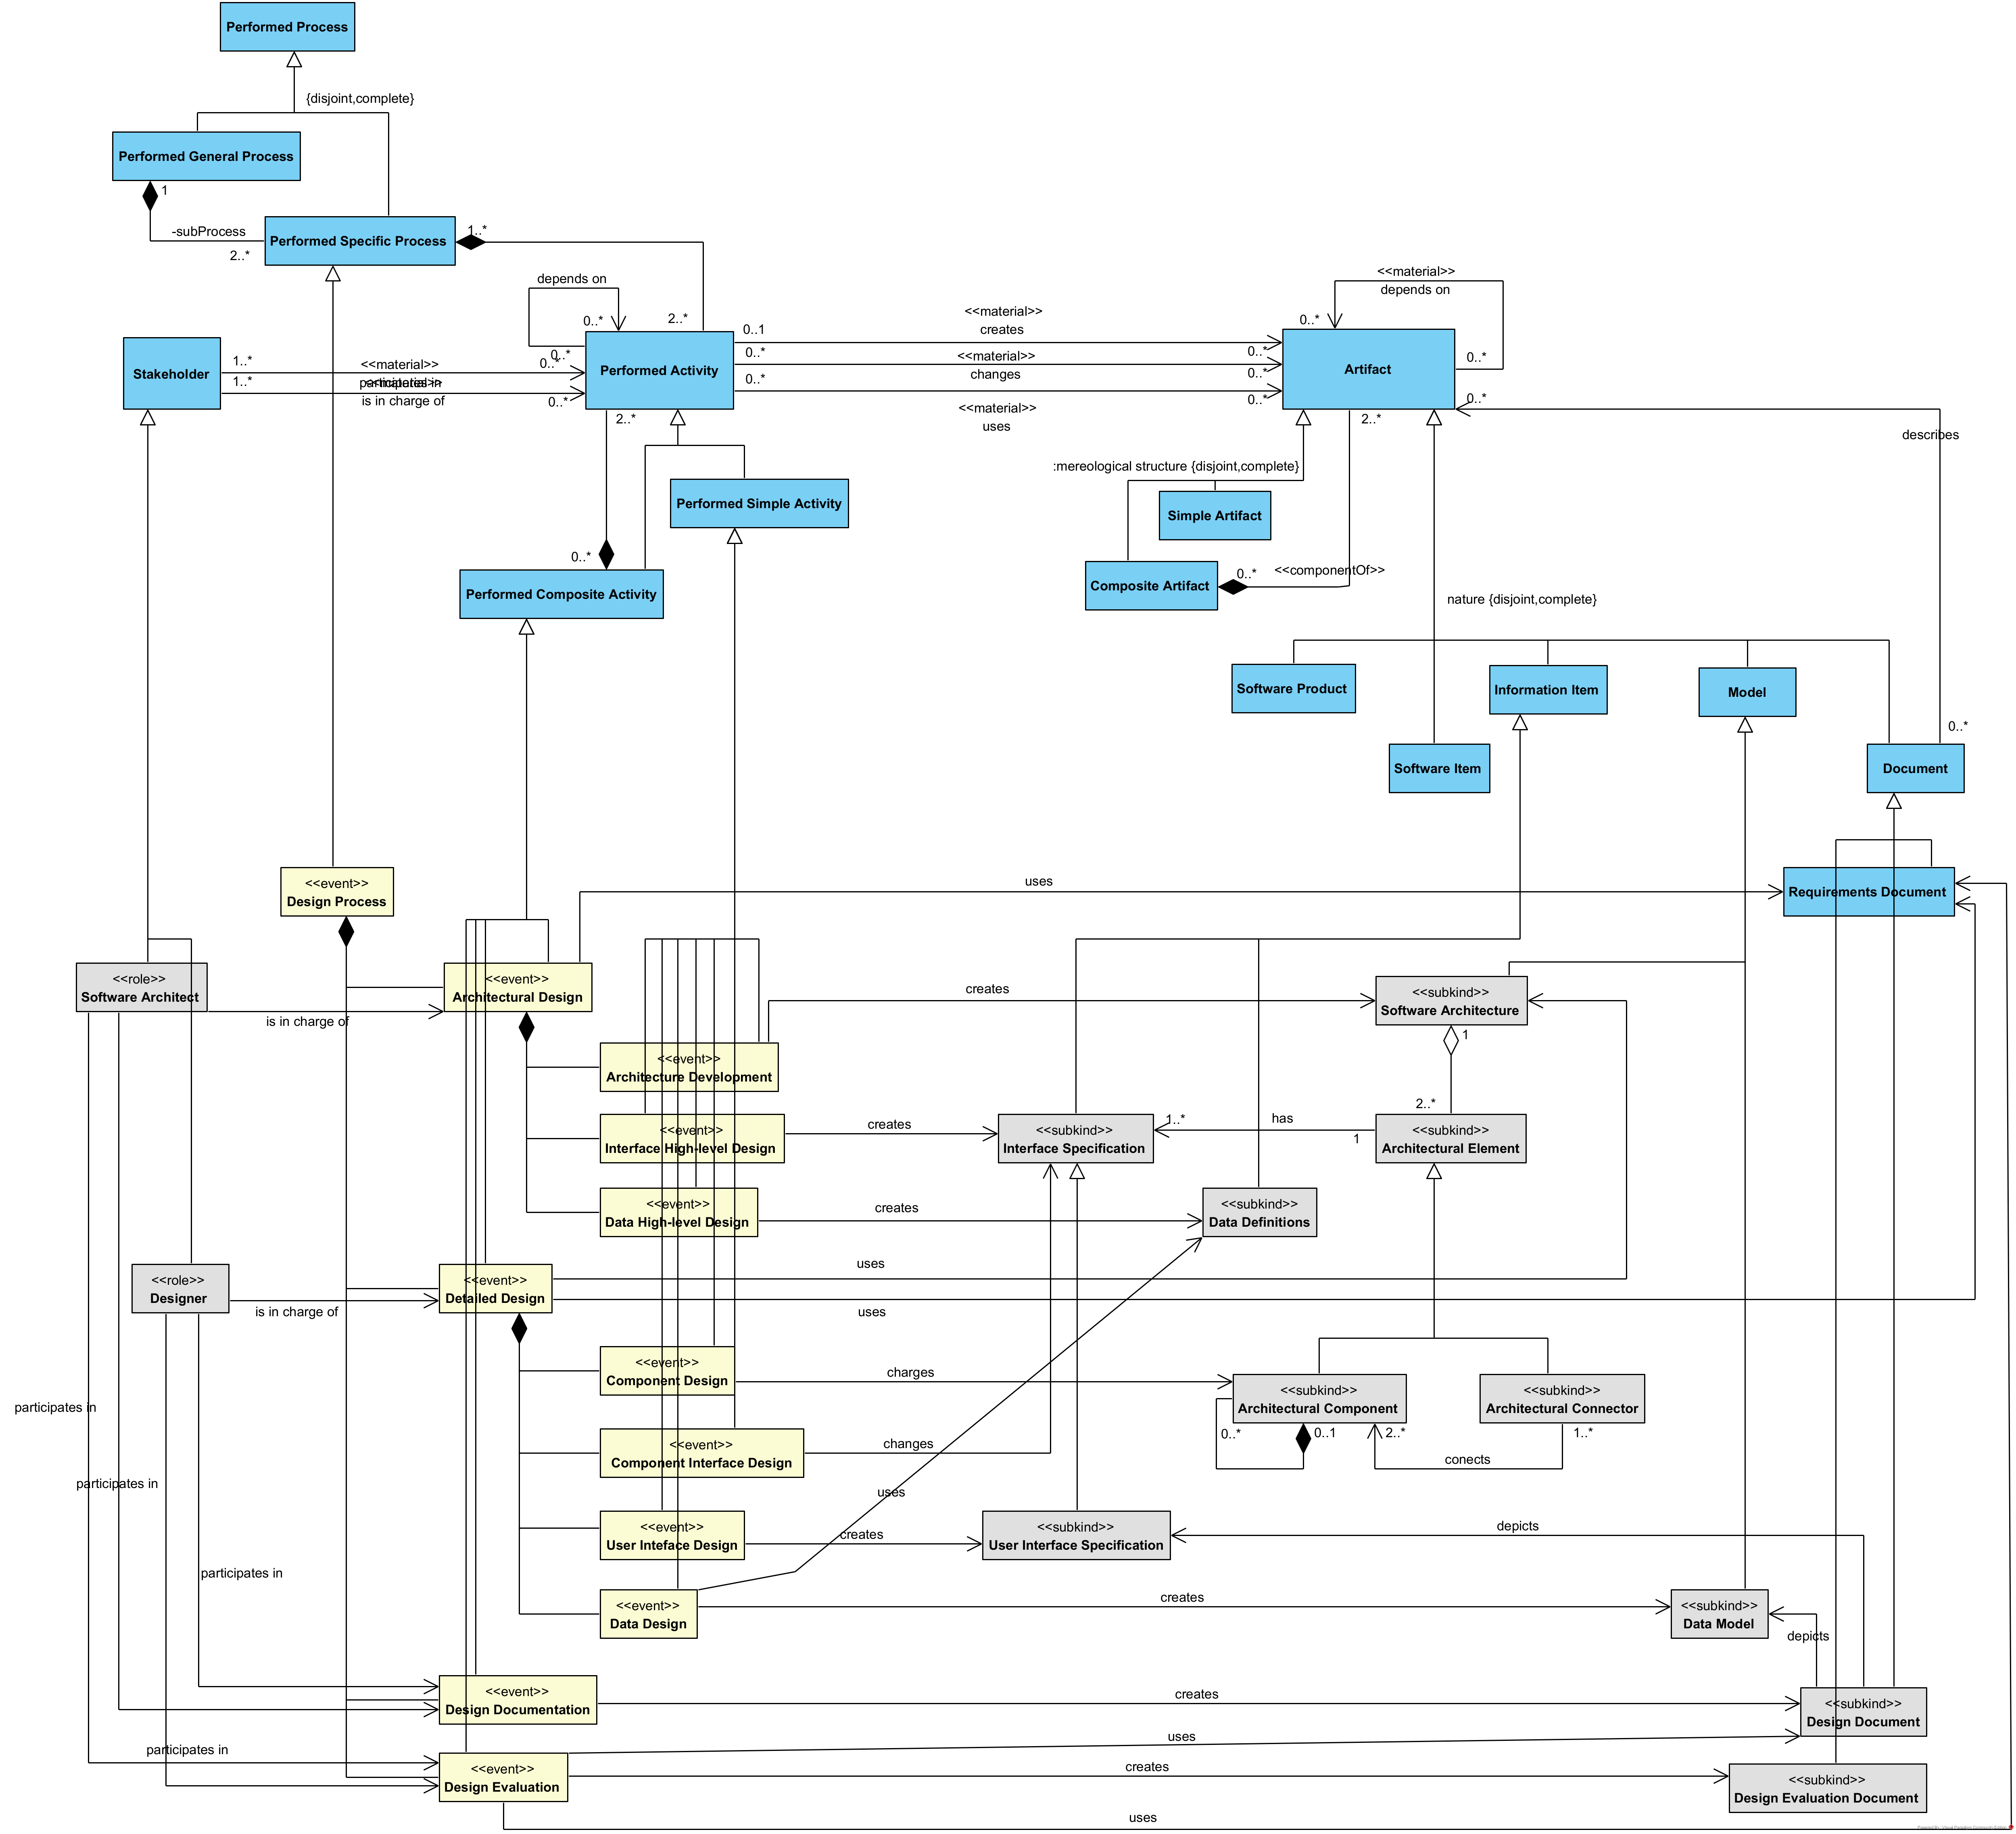 Performed Process
{disjoint,complete}
Performed General Process
1
-subProcess
2..*
Performed Specific Process
1..*
depends on
0..*
2..*
0..*
<<material>>
depends on
0..*
0..*
Stakeholder
1..*
<<material>>
participates in
0..*
1..*
<<material>>
is in charge of
0..*
Performed Activity
0..1
<<material>>
creates
0..*
<<material>>
changes
0..*
0..*
<<material>>
uses
0..*
Artifact
0..*
describes
2..*
2..*
:mereological structure {disjoint,complete}
Performed Simple Activity
Simple Artifact
0..*
Performed Composite Activity
Composite Artifact
0..*
<<componentOf>>
nature {disjoint,complete}
Software Product
Information Item
Model
0..*
Software Item
Document
<<event>>
Design Process
uses
Requirements Document
<<role>>
Software Architect
is in charge of
<<event>>
Architectural Design
creates
<<subkind>>
Software Architecture
1
<<event>>
Architecture Development
2..*
<<event>>
Interface High-level Design
creates
<<subkind>>
Interface Specification
1..*
has
1
<<subkind>>
Architectural Element
<<event>>
Data High-level Design
creates
<<subkind>>
Data Definitions
<<role>>
Designer
is in charge of
<<event>>
Detailed Design
uses
uses
<<event>>
Component Design
charges
<<subkind>>
Architectural Component
<<subkind>>
Architectural Connector
0..*
0..1
2..*
1..*
conects
participates in
<<event>>
Component Interface Design
changes
participates in
uses
<<event>>
User Inteface Design
creates
<<subkind>>
User Interface Specification
depicts
participates in
<<event>>
Data Design
creates
<<subkind>>
Data Model
depicts
<<event>>
Design Documentation
creates
<<subkind>>
Design Document
participates in
uses
<<event>>
Design Evaluation
creates
<<subkind>>
Design Evaluation Document
uses